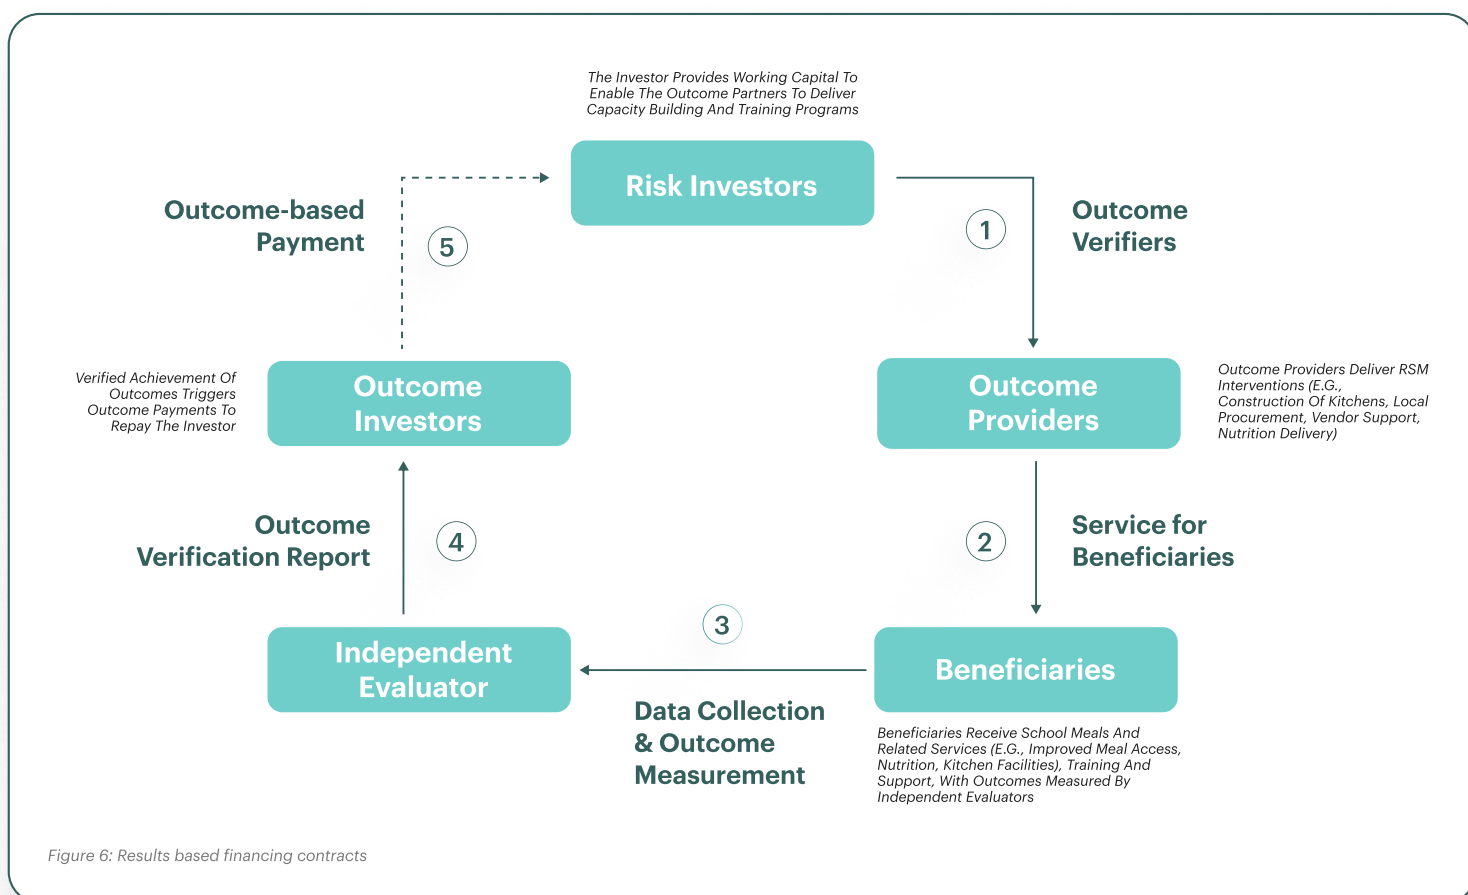 The Investor Provides Working Capital To
Enable The Outcome Partners To Deliver
Capacity Building And Training Programs
Risk Investors
Outcome-based
Payment
5
1
Outcome
Verifiers
Verified Achievement Of
Outcomes Triggers
Outcome Payments To
Repay The Investor
Outcome
Investors
Outcome
Providers
Outcome Providers Deliver RSM
Interventions (E.G.,
Construction Of Kitchens, Local
Procurement, Vendor Support,
Nutrition Delivery)
Outcome
Verification Report
4
2
Service for
Beneficiaries
Independent
Evaluator
3
Data Collection
& Outcome
Measurement
Beneficiaries
Beneficiaries Receive School Meals And
Related Services (E.G., Improved Meal Access,
Nutrition, Kitchen Facilities), Training And
Support, With Outcomes Measured By
Independent Evaluators
Figure 6: Results based financing contracts